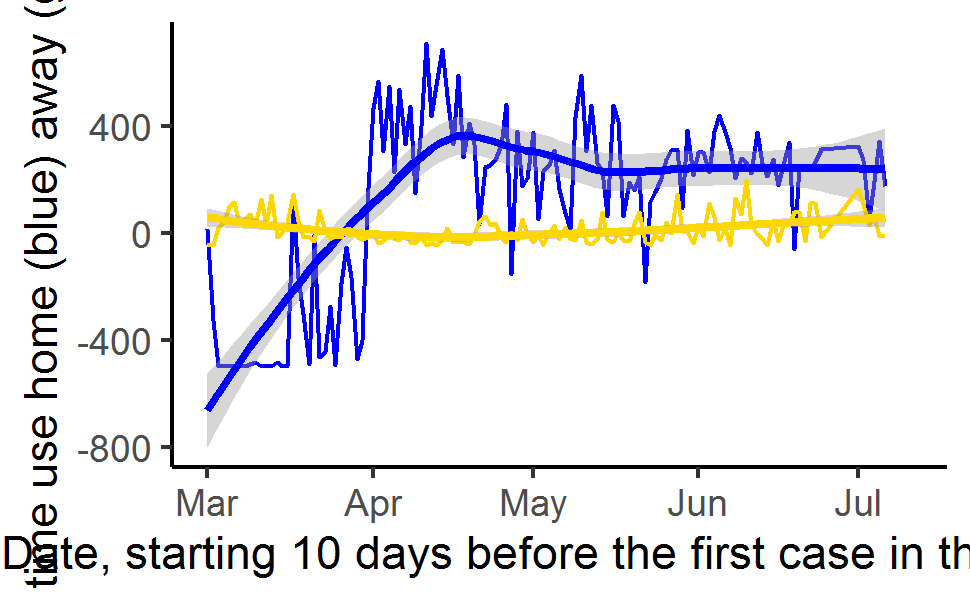 time use home (blue) away (
400
0
-400
-800
Mar Apr May Jun Jul
Date, starting 10 days before the first case in th